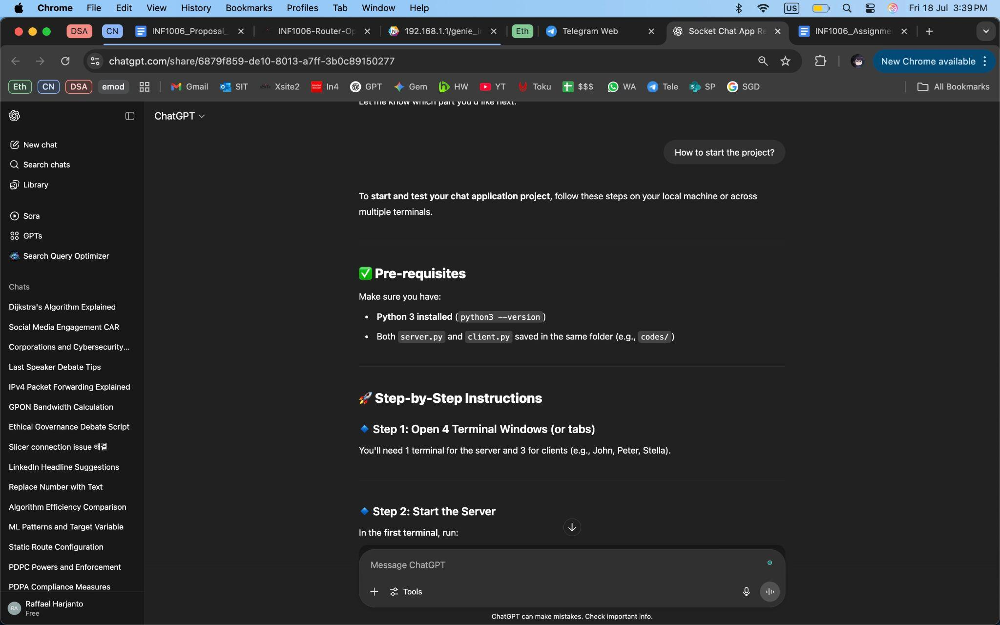 Chrome File Edit View History Bookmarks Profiles Tab Window Help US Fri 18 Jul 3:39 PM
DSA CN INF1006_Proposal_ INF1006-Router-Op 192.168.1.1/genie_i Eth Telegram Web Socket Chat App Re INF1006_Assignme
chatgpt.com/share/6879f859-de10-8013-a7ff-3b0c89150277 New Chrome available
Eth CN DSA emod Gmail SIT Xsite2 In4 GPT Gem HW YT Toku $$$ WA Tele SP SGD All Bookmarks
Let me know which part you'd like next.
ChatGPT
New chat
Search chats
Library
Sora
GPTs
Search Query Optimizer
Chats
Dijkstra's Algorithm Explained
Social Media Engagement CAR
Corporations and Cybersecurity...
Last Speaker Debate Tips
IPv4 Packet Forwarding Explained
GPON Bandwidth Calculation
Ethical Governance Debate Script
Slicer connection issue 해결
LinkedIn Headline Suggestions
Replace Number with Text
Algorithm Efficiency Comparison
ML Patterns and Target Variable
Static Route Configuration
PDPC Powers and Enforcement
PDPA Compliance Measures
RA Raffael Harjanto
Free
How to start the project?
To start and test your chat application project, follow these steps on your local machine or across
multiple terminals.
✅ Pre-requisites
Make sure you have:
• Python 3 installed (python3 --version)
• Both server.py and client.py saved in the same folder (e.g., codes/)
🚀 Step-by-Step Instructions
🔹 Step 1: Open 4 Terminal Windows (or tabs)
You'll need 1 terminal for the server and 3 for clients (e.g., John, Peter, Stella).
🔹 Step 2: Start the Server
In the first terminal, run:
Message ChatGPT
Tools
ChatGPT can make mistakes. Check important info.